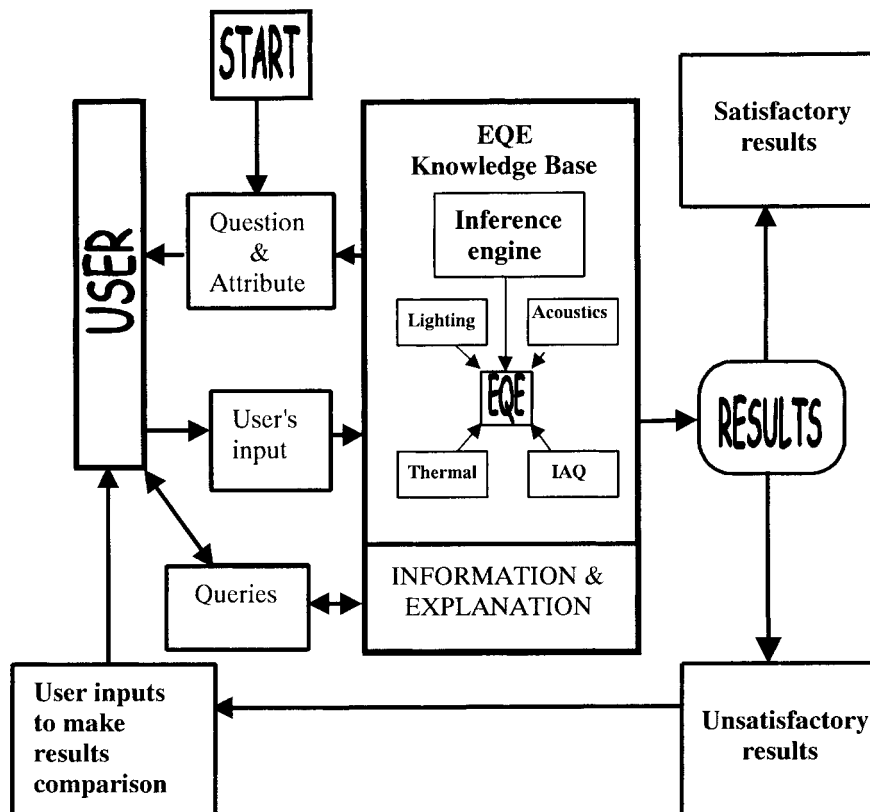 START
Satisfactory
results
EQE
Knowledge Base
USER
Question
&
Attribute
Inference
engine
Lighting
Acoustics
EQE
Thermal
IAQ
User's
input
RESULTS
Queries
INFORMATION &
EXPLANATION
User inputs
to make
results
comparison
Unsatisfactory
results